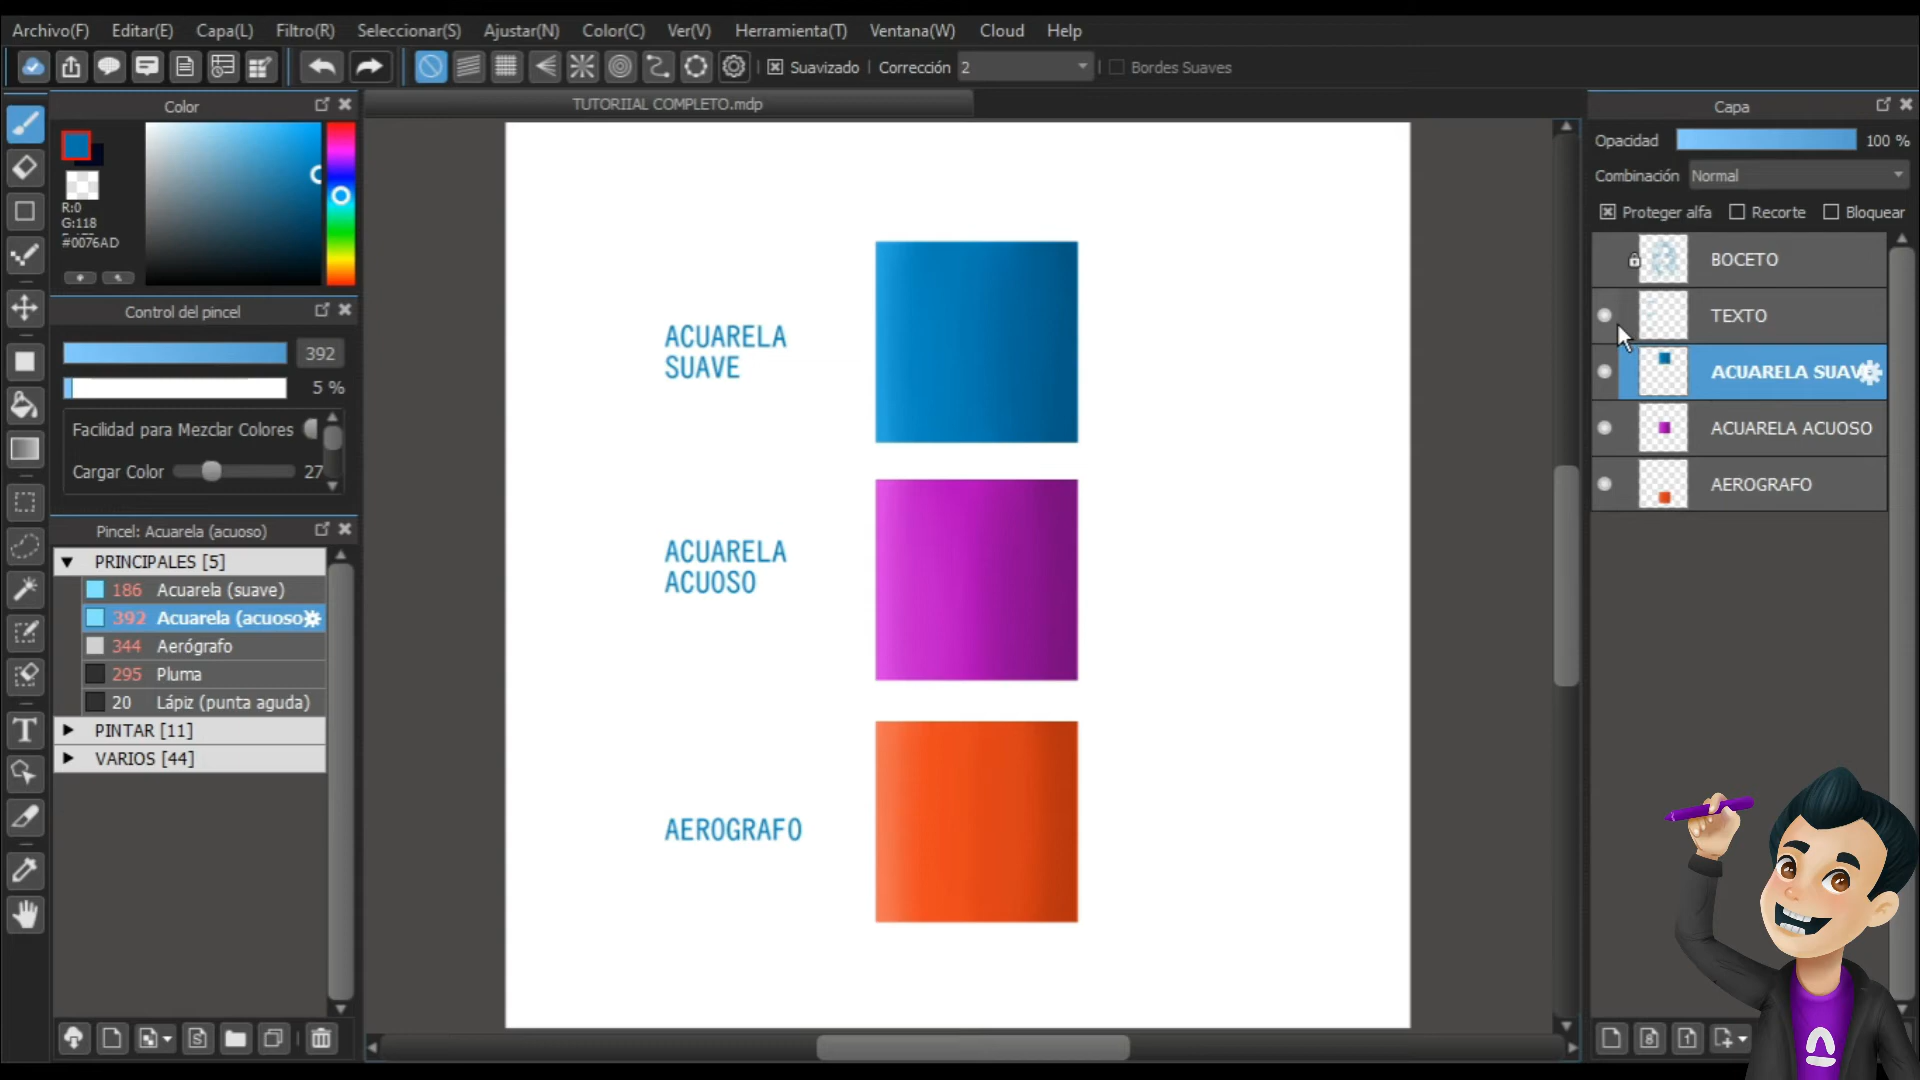 Archivo(F) Editar(E) Capa(L) Filtro(R) Seleccionar(S) Ajustar(N) Color(C) Ver(V) Herramienta(T) Ventana(W) Cloud Help
Suavizado Corrección 2 Bordes Suaves
Color
TUTORIIAL COMPLETO.mdp
R:0
G:118
#0076AD
Control del pincel
392
5 %
Facilidad para Mezclar Colores
Cargar Color 27
Pincel: Acuarela (acuoso)
PRINCIPALES [5]
186 Acuarela (suave)
392 Acuarela (acuoso
344 Aerógrafo
295 Pluma
20 Lápiz (punta aguda)
PINTAR [11]
VARIOS [44]
ACUARELA
SUAVE
ACUARELA
ACUOSO
AEROGRAFO
Capa
Opacidad 100 %
Combinación Normal
Proteger alfa Recorte Bloquear
BOCETO
TEXTO
ACUARELA SUAVE
ACUARELA ACUOSO
AEROGRAFO